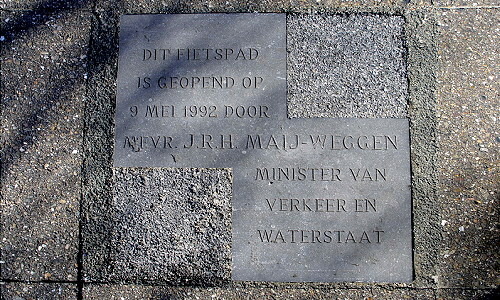 DIT FIETSPAD
IS GEOPEND OP
9 MEI 1992 DOOR
MEVR. J.R.H. MAIJ-WEGGEN
MINISTER VAN
VERKEER EN
WATERSTAAT